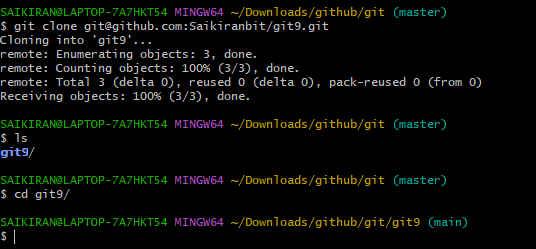 SAIKIRAN@LAPTOP-7A7HKT54 MINGW64 ~/Downloads/github/git (master)
$ git clone git@github.com:Saikiranbit/git9.git
Cloning into 'git9'...
remote: Enumerating objects: 3, done.
remote: Counting objects: 100% (3/3), done.
remote: Total 3 (delta 0), reused 0 (delta 0), pack-reused 0 (from 0)
Receiving objects: 100% (3/3), done.
SAIKIRAN@LAPTOP-7A7HKT54 MINGW64 ~/Downloads/github/git (master)
$ ls
git9/
SAIKIRAN@LAPTOP-7A7HKT54 MINGW64 ~/Downloads/github/git (master)
$ cd git9/
SAIKIRAN@LAPTOP-7A7HKT54 MINGW64 ~/Downloads/github/git/git9 (main)
$